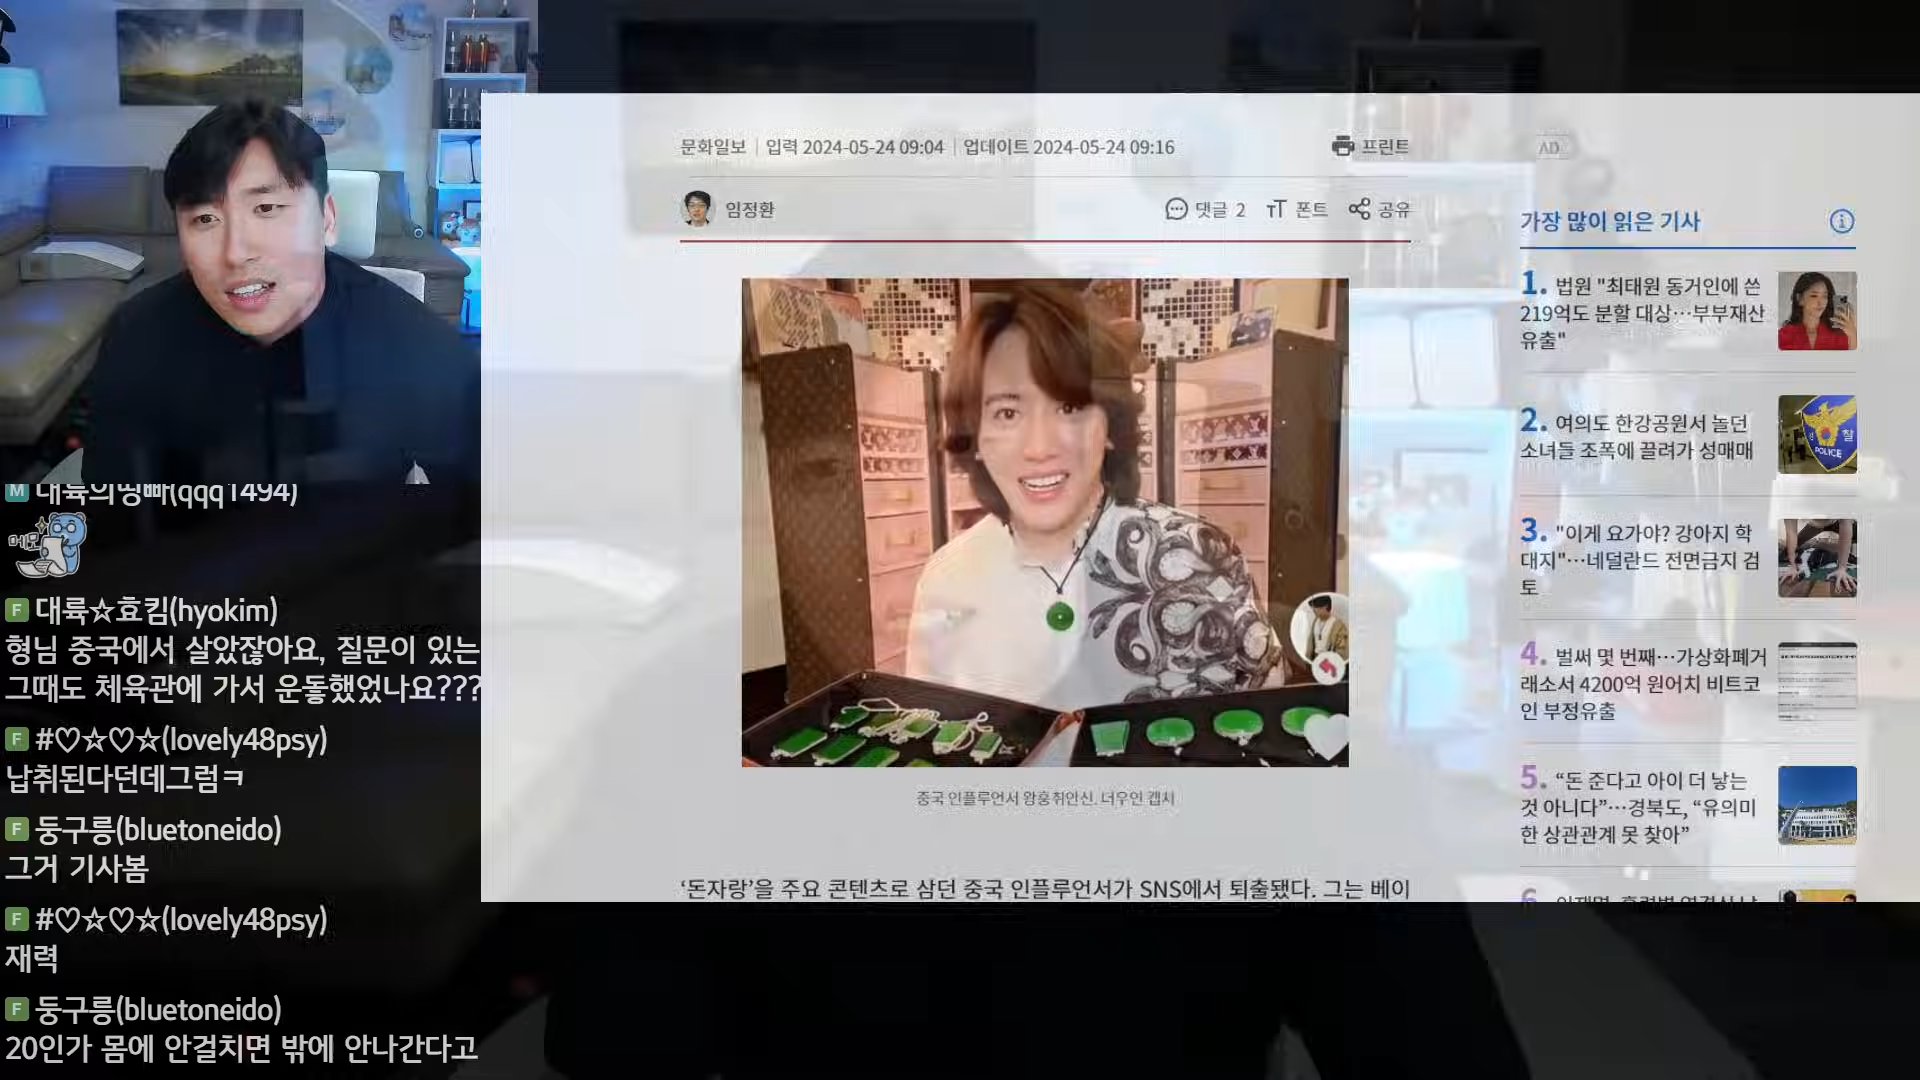 대륙의빙빠(qqq1494)
메모
대륙☆효킴(hyokim)
형님 중국에서 살았잖아요, 질문이 있는
그때도 체육관에 가서 운돟했었나요???
#♡☆♡☆(lovely48psy)
납취된다던데그럼ㅋ
둥구릉(bluetoneido)
그거 기사봄
#♡☆♡☆(lovely48psy)
재력
둥구릉(bluetoneido)
20인가 몸에 안걸치면 밖에 안나간다고
문화일보 | 입력 2024-05-24 09:04 | 업데이트 2024-05-24 09:16
프린트
임정환
댓글 2
폰트
공유
중국 인플루언서 왕홍취안신. 더우인 캡처
‘돈자랑’을 주요 콘텐츠로 삼던 중국 인플루언서가 SNS에서 퇴출됐다. 그는 베이
AD
가장 많이 읽은 기사
1. 법원 "최태원 동거인에 쓴
219억도 분할 대상…부부재산
유출"
2. 여의도 한강공원서 놀던
소녀들 조폭에 끌려가 성매매
경찰
POLICE
3. "이게 요가야? 강아지 학
대지"…네덜란드 전면금지 검
토
4. 벌써 몇 번째…가상화폐거
래소서 4200억 원어치 비트코
인 부정유출
5. “돈 준다고 아이 더 낳는
것 아니다”…경북도, “유의미
한 상관관계 못 찾아”
6.